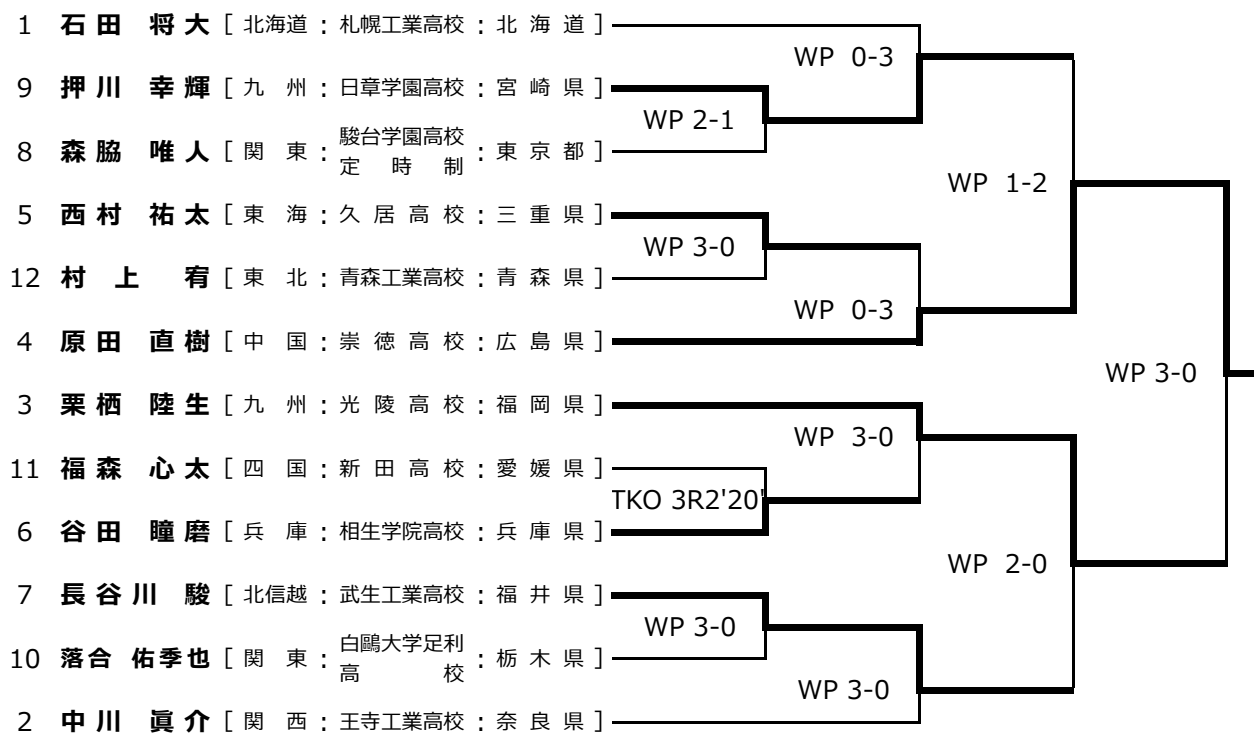 1 石田 将大 [ 北海道 : 札幌工業高校 : 北海道 ]
WP 0-3
9 押川 幸輝 [ 九州 : 日章学園高校 : 宮崎県 ]
WP 2-1
8 森脇 唯人 [ 関東 : 駿台学園高校 定時制 : 東京都 ]
WP 1-2
5 西村 祐太 [ 東海 : 久居高校 : 三重県 ]
WP 3-0
12 村上 宥 [ 東北 : 青森工業高校 : 青森県 ]
WP 0-3
4 原田 直樹 [ 中国 : 崇徳高校 : 広島県 ]
WP 3-0
3 栗栖 陸生 [ 九州 : 光陵高校 : 福岡県 ]
WP 3-0
11 福森 心太 [ 四国 : 新田高校 : 愛媛県 ]
TKO 3R2'20'
6 谷田 瞳磨 [ 兵庫 : 相生学院高校 : 兵庫県 ]
WP 2-0
7 長谷川 駿 [ 北信越 : 武生工業高校 : 福井県 ]
WP 3-0
10 落合 佑季也 [ 関東 : 白鷗大学足利 高校 : 栃木県 ]
WP 3-0
2 中川 眞介 [ 関西 : 王寺工業高校 : 奈良県 ]